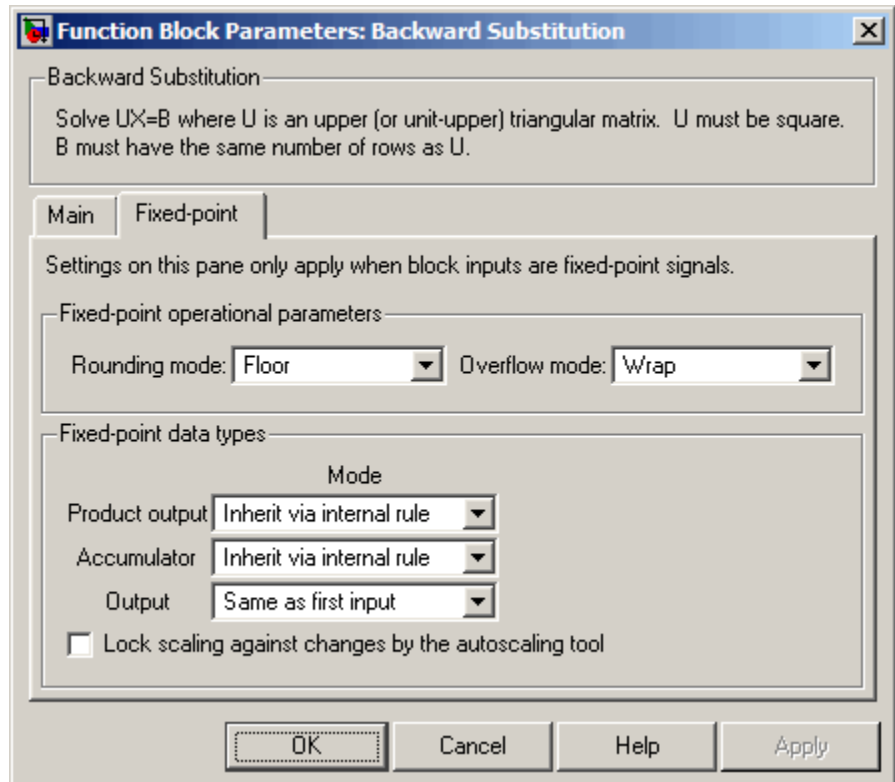 Function Block Parameters: Backward Substitution
Backward Substitution
Solve UX=B where U is an upper (or unit-upper) triangular matrix.  U must be square.
B must have the same number of rows as U.
Main Fixed-point
Settings on this pane only apply when block inputs are fixed-point signals.
Fixed-point operational parameters
Rounding mode: Floor Overflow mode: Wrap
Fixed-point data types
Mode
Product output Inherit via internal rule
Accumulator Inherit via internal rule
Output Same as first input
Lock scaling against changes by the autoscaling tool
OK Cancel Help Apply